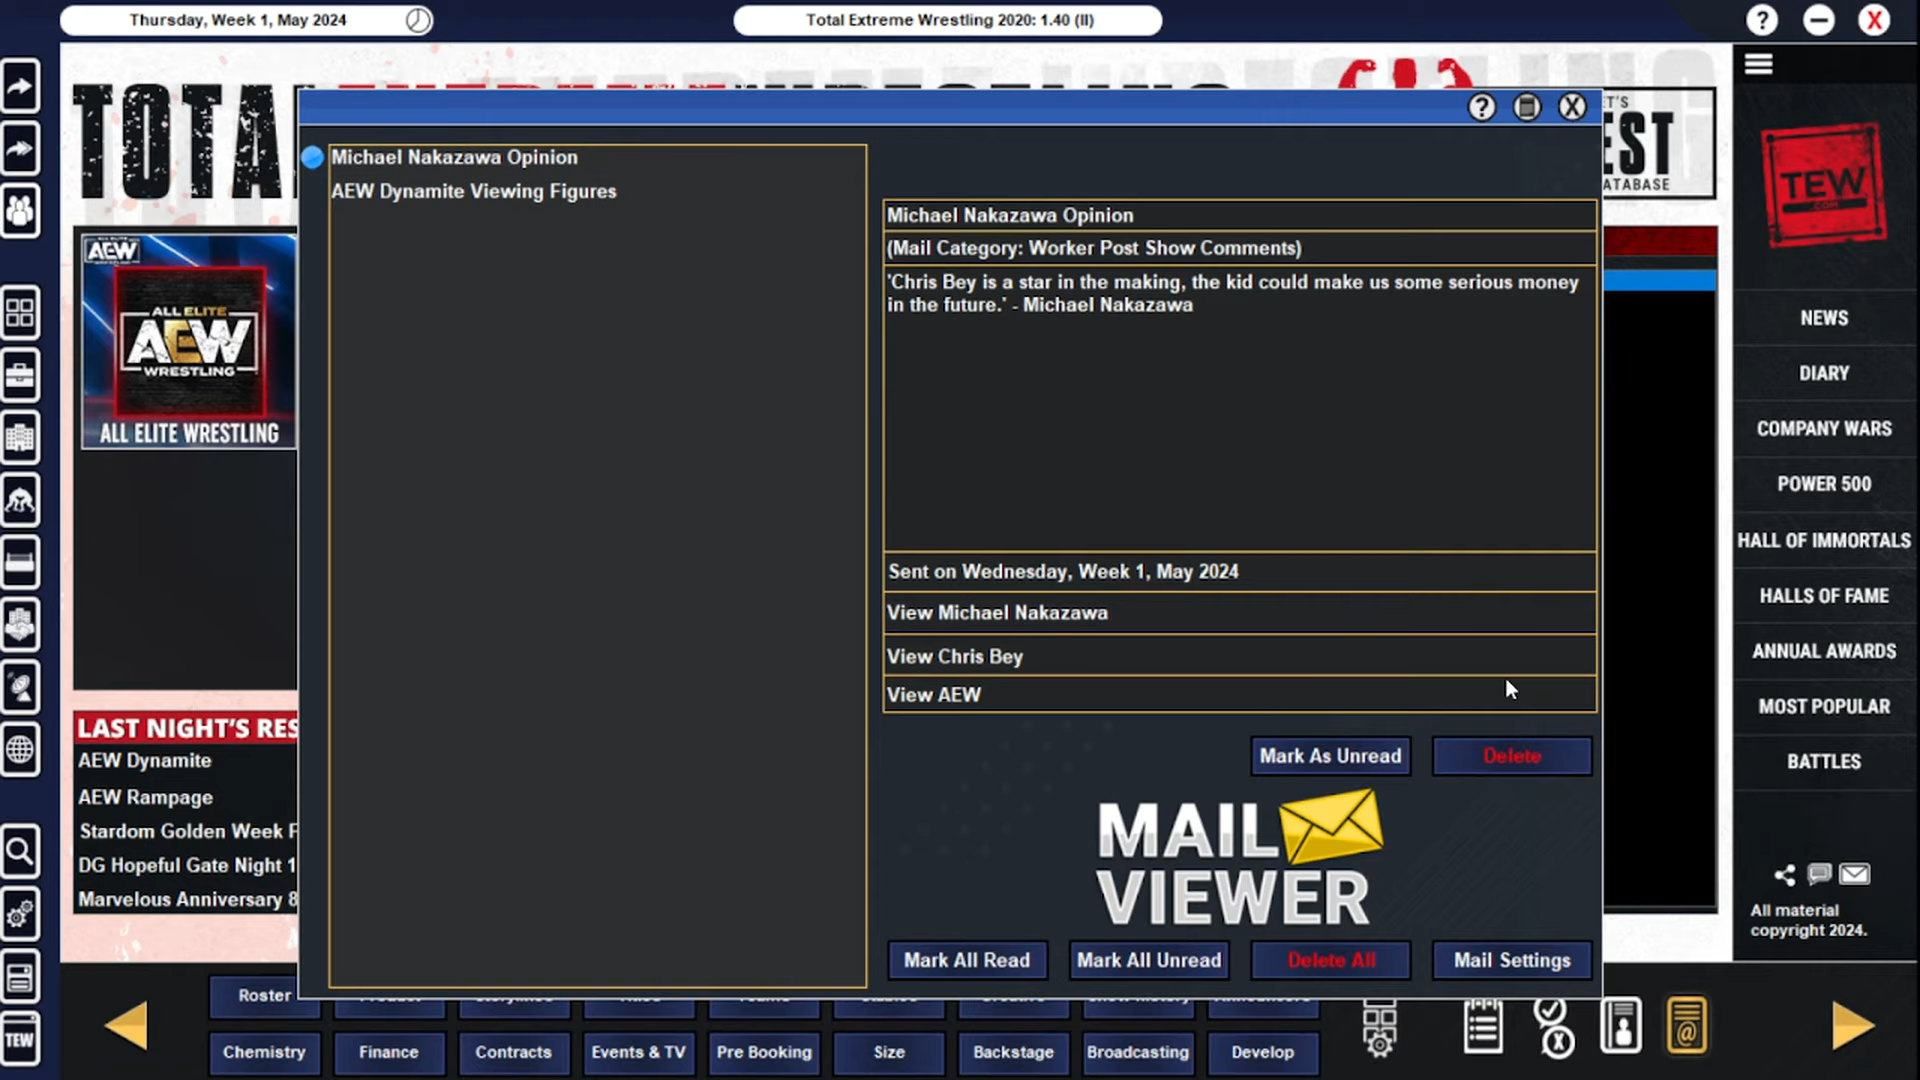 Thursday, Week 1, May 2024
Total Extreme Wrestling 2020: 1.40 (II)
?
X
TOTA
EST
ATABASE
? X
Michael Nakazawa Opinion
AEW Dynamite Viewing Figures
Michael Nakazawa Opinion
(Mail Category: Worker Post Show Comments)
'Chris Bey is a star in the making, the kid could make us some serious money
in the future.' - Michael Nakazawa
Sent on Wednesday, Week 1, May 2024
View Michael Nakazawa
View Chris Bey
View AEW
Mark As Unread
Delete
MAIL
VIEWER
Mark All Read
Mark All Unread
Delete All
Mail Settings
AEW
ALL ELITE
AEW
WRESTLING
ALL ELITE WRESTLING
LAST NIGHT'S RES
AEW Dynamite
AEW Rampage
Stardom Golden Week F
DG Hopeful Gate Night 1
Marvelous Anniversary 8
TEW
.COM
NEWS
DIARY
COMPANY WARS
POWER 500
HALL OF IMMORTALS
HALLS OF FAME
ANNUAL AWARDS
MOST POPULAR
BATTLES
All material
copyright 2024.
TEW
Roster
Chemistry
Finance
Contracts
Events & TV
Pre Booking
Size
Backstage
Broadcasting
Develop